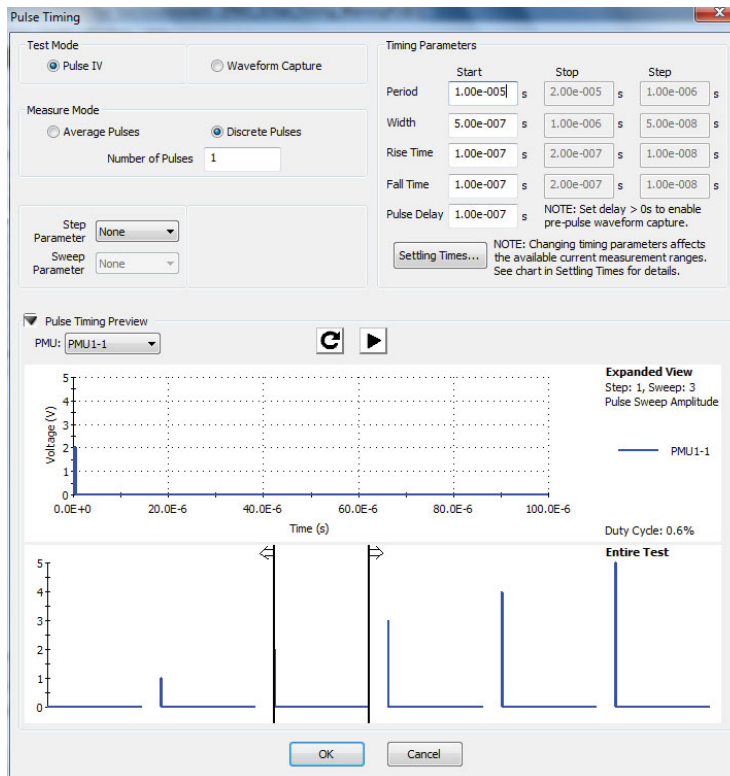 Pulse Timing
Test Mode
Pulse IV
Waveform Capture
Measure Mode
Average Pulses
Discrete Pulses
Number of Pulses 1
Step Parameter None
Sweep Parameter None
Timing Parameters
Start Stop Step
Period 1.00e-005 s 2.00e-005 s 1.00e-006 s
Width 5.00e-007 s 1.00e-006 s 5.00e-008 s
Rise Time 1.00e-007 s 2.00e-007 s 1.00e-008 s
Fall Time 1.00e-007 s 2.00e-007 s 1.00e-008 s
Pulse Delay 1.00e-007 s
NOTE: Set delay > 0s to enable
pre-pulse waveform capture.
Settling Times...
NOTE: Changing timing parameters affects
the available current measurement ranges.
See chart in Settling Times for details.
Pulse Timing Preview
PMU: PMU1-1
Expanded View
Step: 1, Sweep: 3
Pulse Sweep Amplitude
PMU1-1
Voltage (V)
5
4
3
2
1
0
0.0E+0 20.0E-6 40.0E-6 60.0E-6 80.0E-6 100.0E-6
Time (s)
Duty Cycle: 0.6%
Entire Test
5
4
3
2
1
0
OK
Cancel